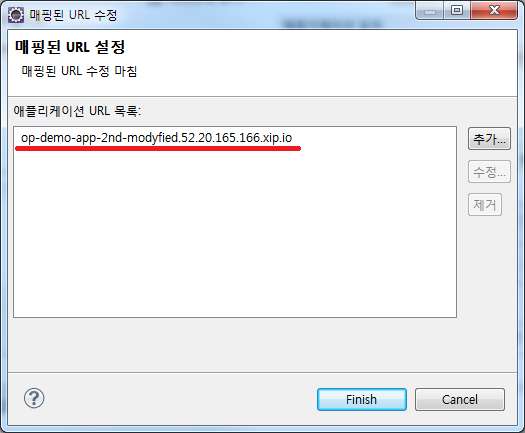 매핑된 URL 수정
매핑된 URL 설정
매핑된 URL 수정 마침
애플리케이션 URL 목록:
op-demo-app-2nd-modyfied.52.20.165.166.xip.io
추가...
수정...
제거
?
Finish
Cancel